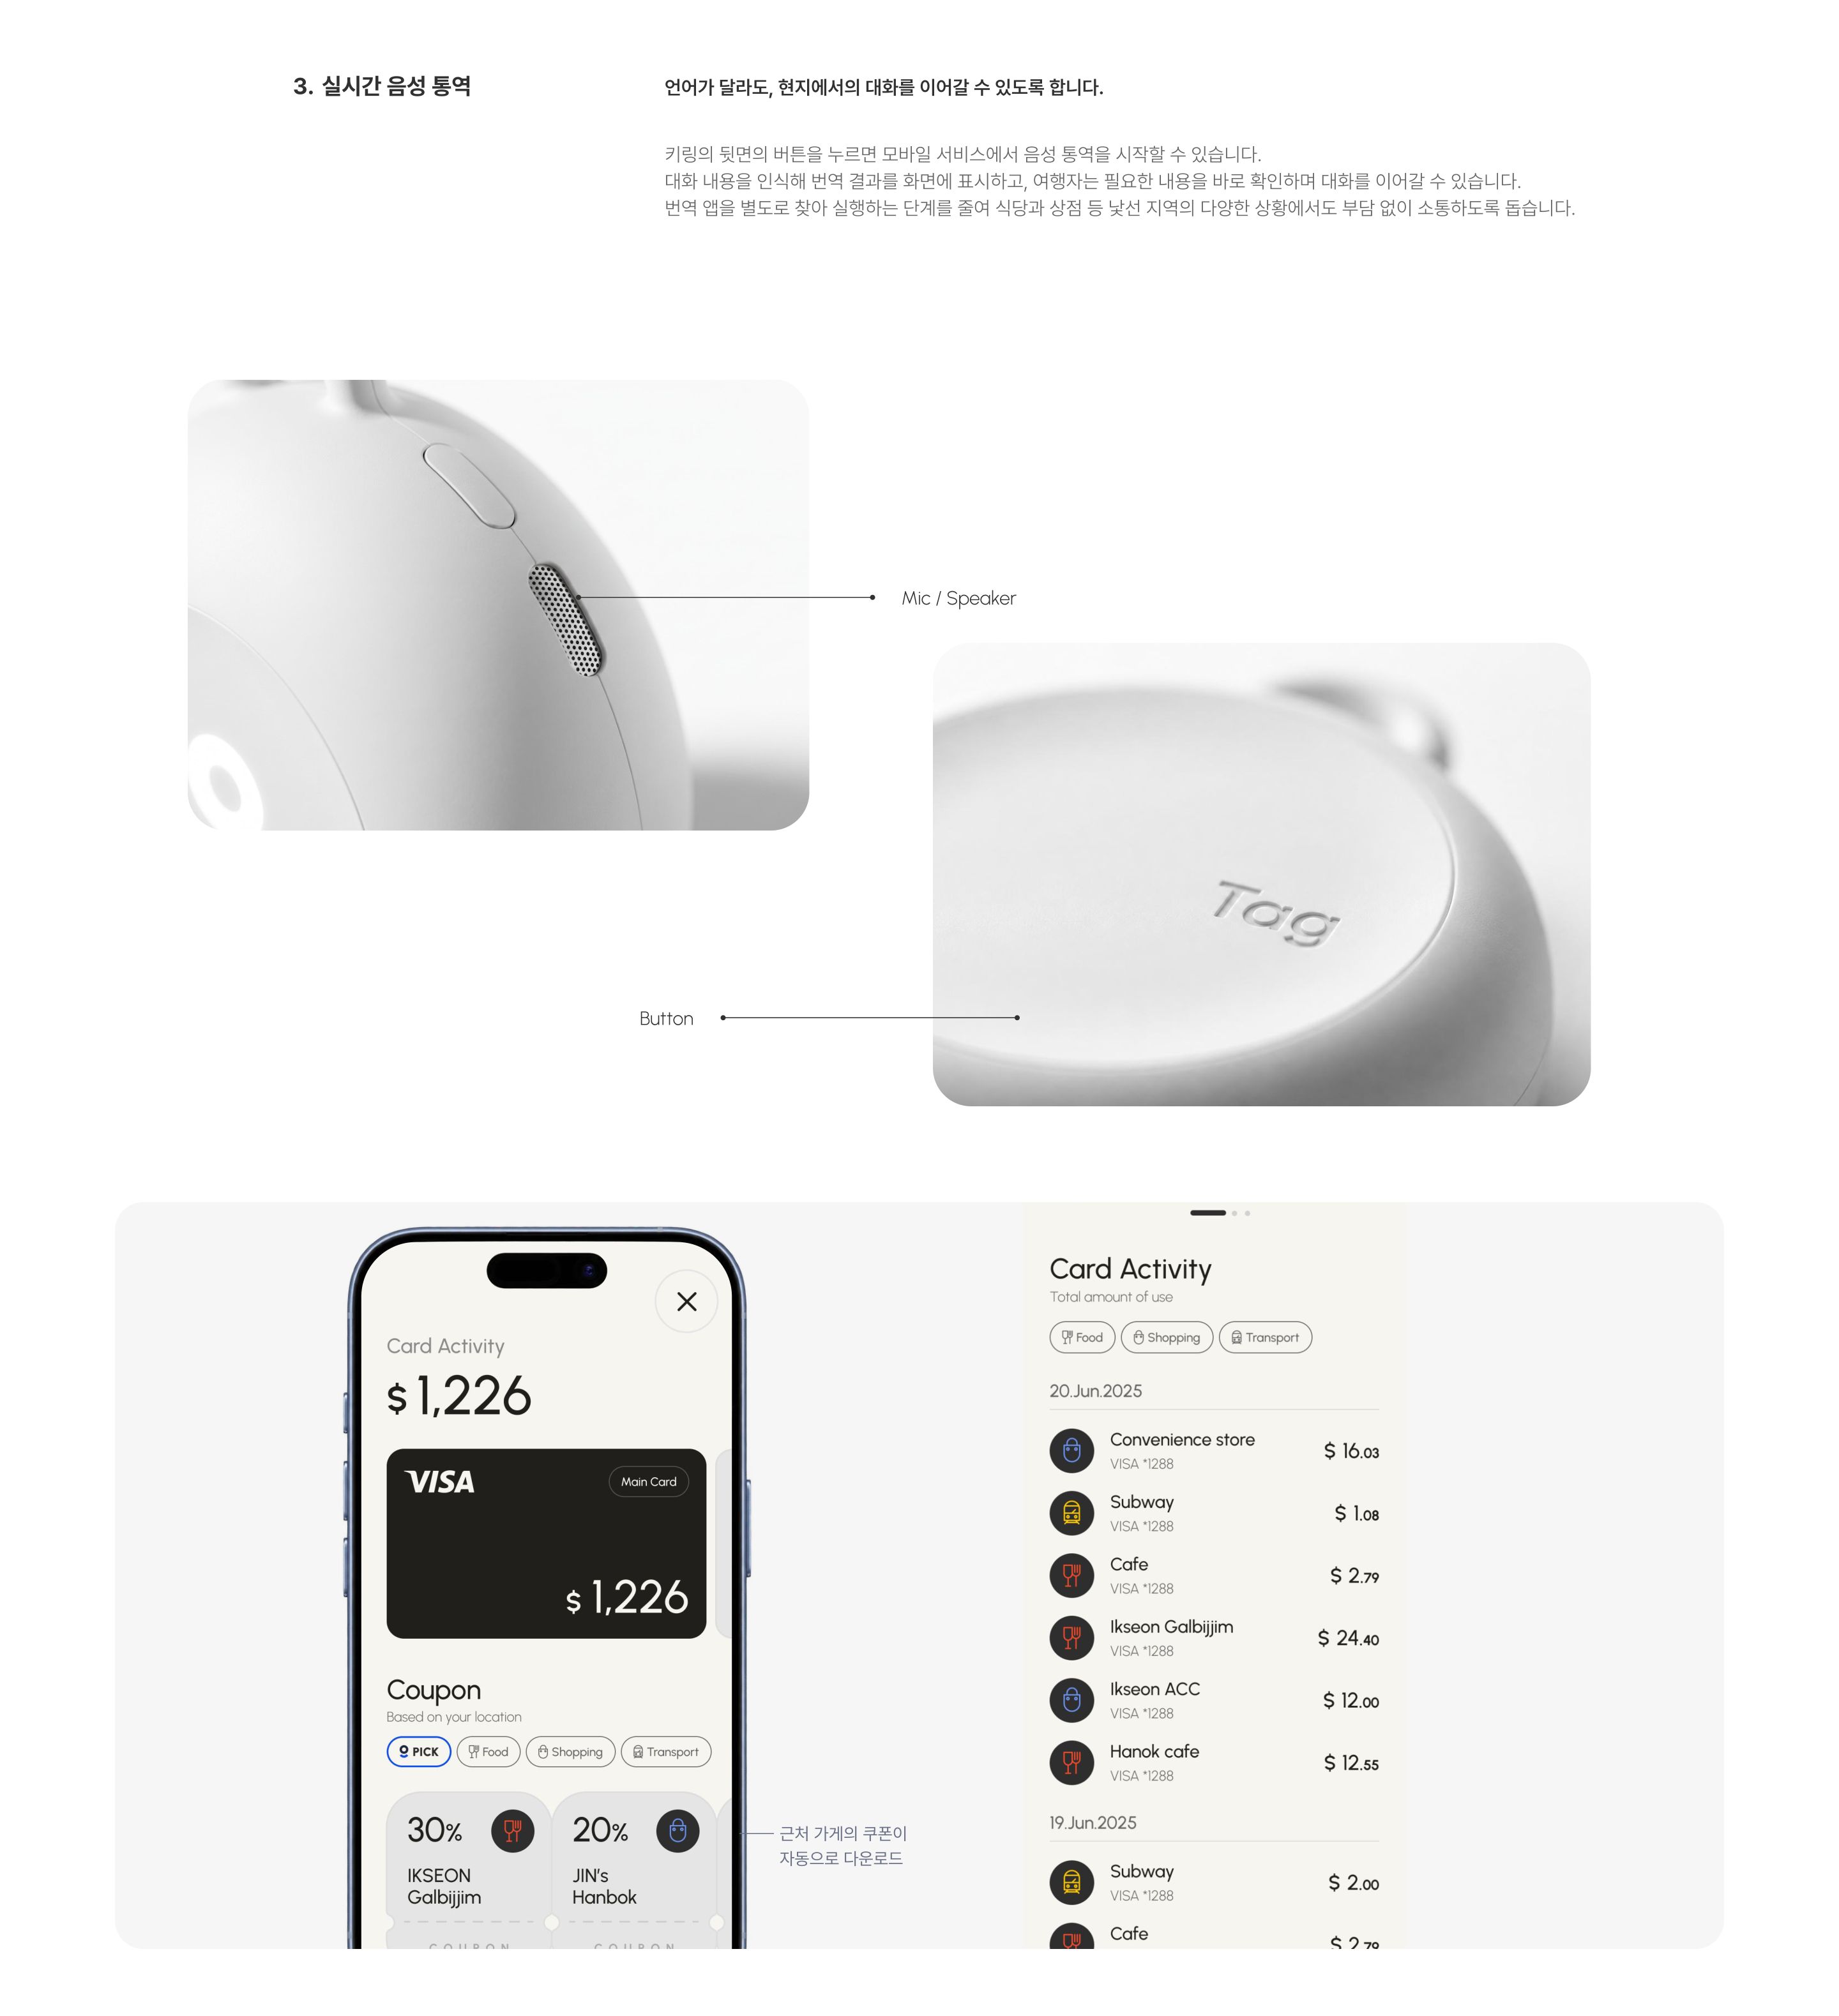 3. 실시간 음성 통역
언어가 달라도, 현지에서의 대화를 이어갈 수 있도록 합니다.
키링의 뒷면의 버튼을 누르면 모바일 서비스에서 음성 통역을 시작할 수 있습니다.
대화 내용을 인식해 번역 결과를 화면에 표시하고, 여행자는 필요한 내용을 바로 확인하며 대화를 이어갈 수 있습니다.
번역 앱을 별도로 찾아 실행하는 단계를 줄여 식당과 상점 등 낯선 지역의 다양한 상황에서도 부담 없이 소통하도록 돕습니다.
Mic / Speaker
Tag
Button
Card Activity
$ 1,226
VISA
Main Card
$ 1,226
Coupon
Based on your location
PICK
Food
Shopping
Transport
30%
IKSEON
Galbijjim
COUPON
20%
JIN's
Hanbok
COUPON
근처 가게의 쿠폰이
자동으로 다운로드
Card Activity
Total amount of use
Food
Shopping
Transport
20.Jun.2025
Convenience store
VISA *1288
$ 16.03
Subway
VISA *1288
$ 1.08
Cafe
VISA *1288
$ 2.79
Ikseon Galbijjim
VISA *1288
$ 24.40
Ikseon ACC
VISA *1288
$ 12.00
Hanok cafe
VISA *1288
$ 12.55
19.Jun.2025
Subway
VISA *1288
$ 2.00
Cafe
$ 2.79